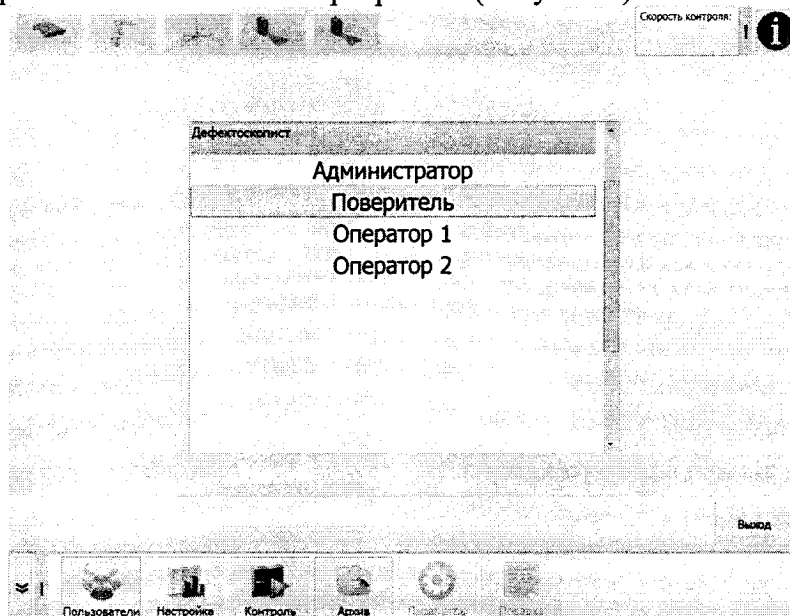 Скорость контроля:
Дефектоскопист
Администратор
Поверитель
Оператор 1
Оператор 2
Выход
Пользователи Настройка Контроль Архив